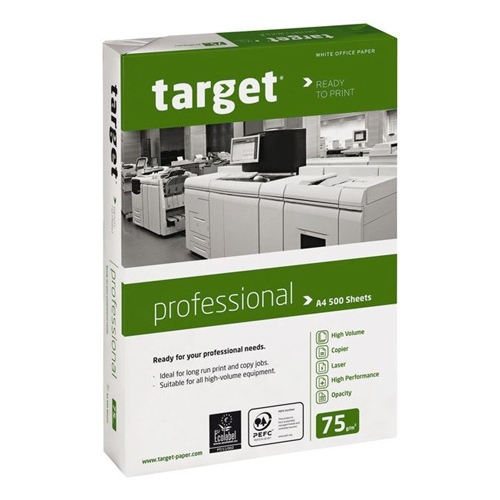 WHITE OFFICE PAPER
target®
READY
TO PRINT
professional
A4 500 Sheets
Ready for your professional needs.
· Ideal for long run print and copy jobs.
· Suitable for all high-volume equipment.
High Volume
Copier
Laser
High Performance
Opacity
Ecolabel
PEFC
75 g/m²
www.target-paper.com
target®
professional
75